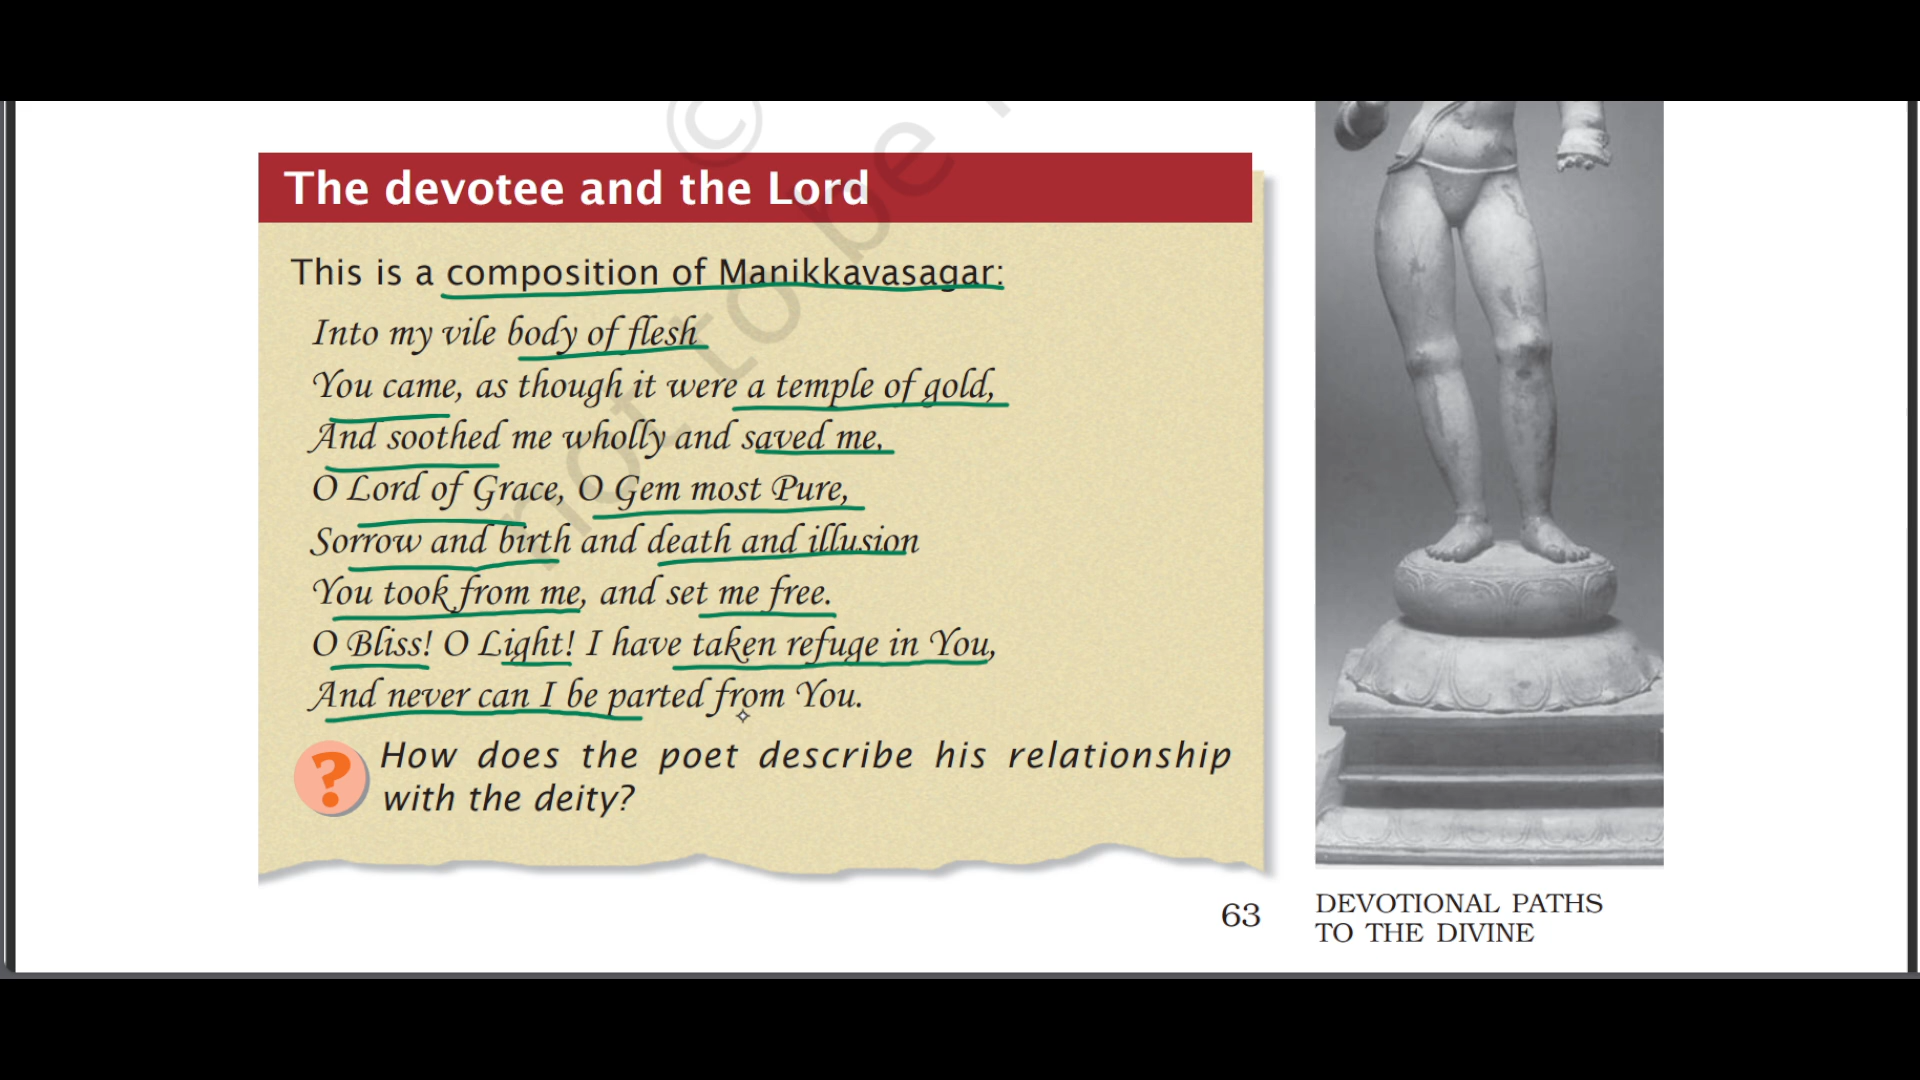 The devotee and the Lord
This is a composition of Manikkavasagar:
Into my vile body of flesh
You came, as though it were a temple of gold,
And soothed me wholly and saved me,
O Lord of Grace, O Gem most Pure,
Sorrow and birth and death and illusion
You took from me, and set me free.
O Bliss! O Light! I have taken refuge in You,
And never can I be parted from You.
How does the poet describe his relationship
with the deity?
63
DEVOTIONAL PATHS
TO THE DIVINE
©
not to be